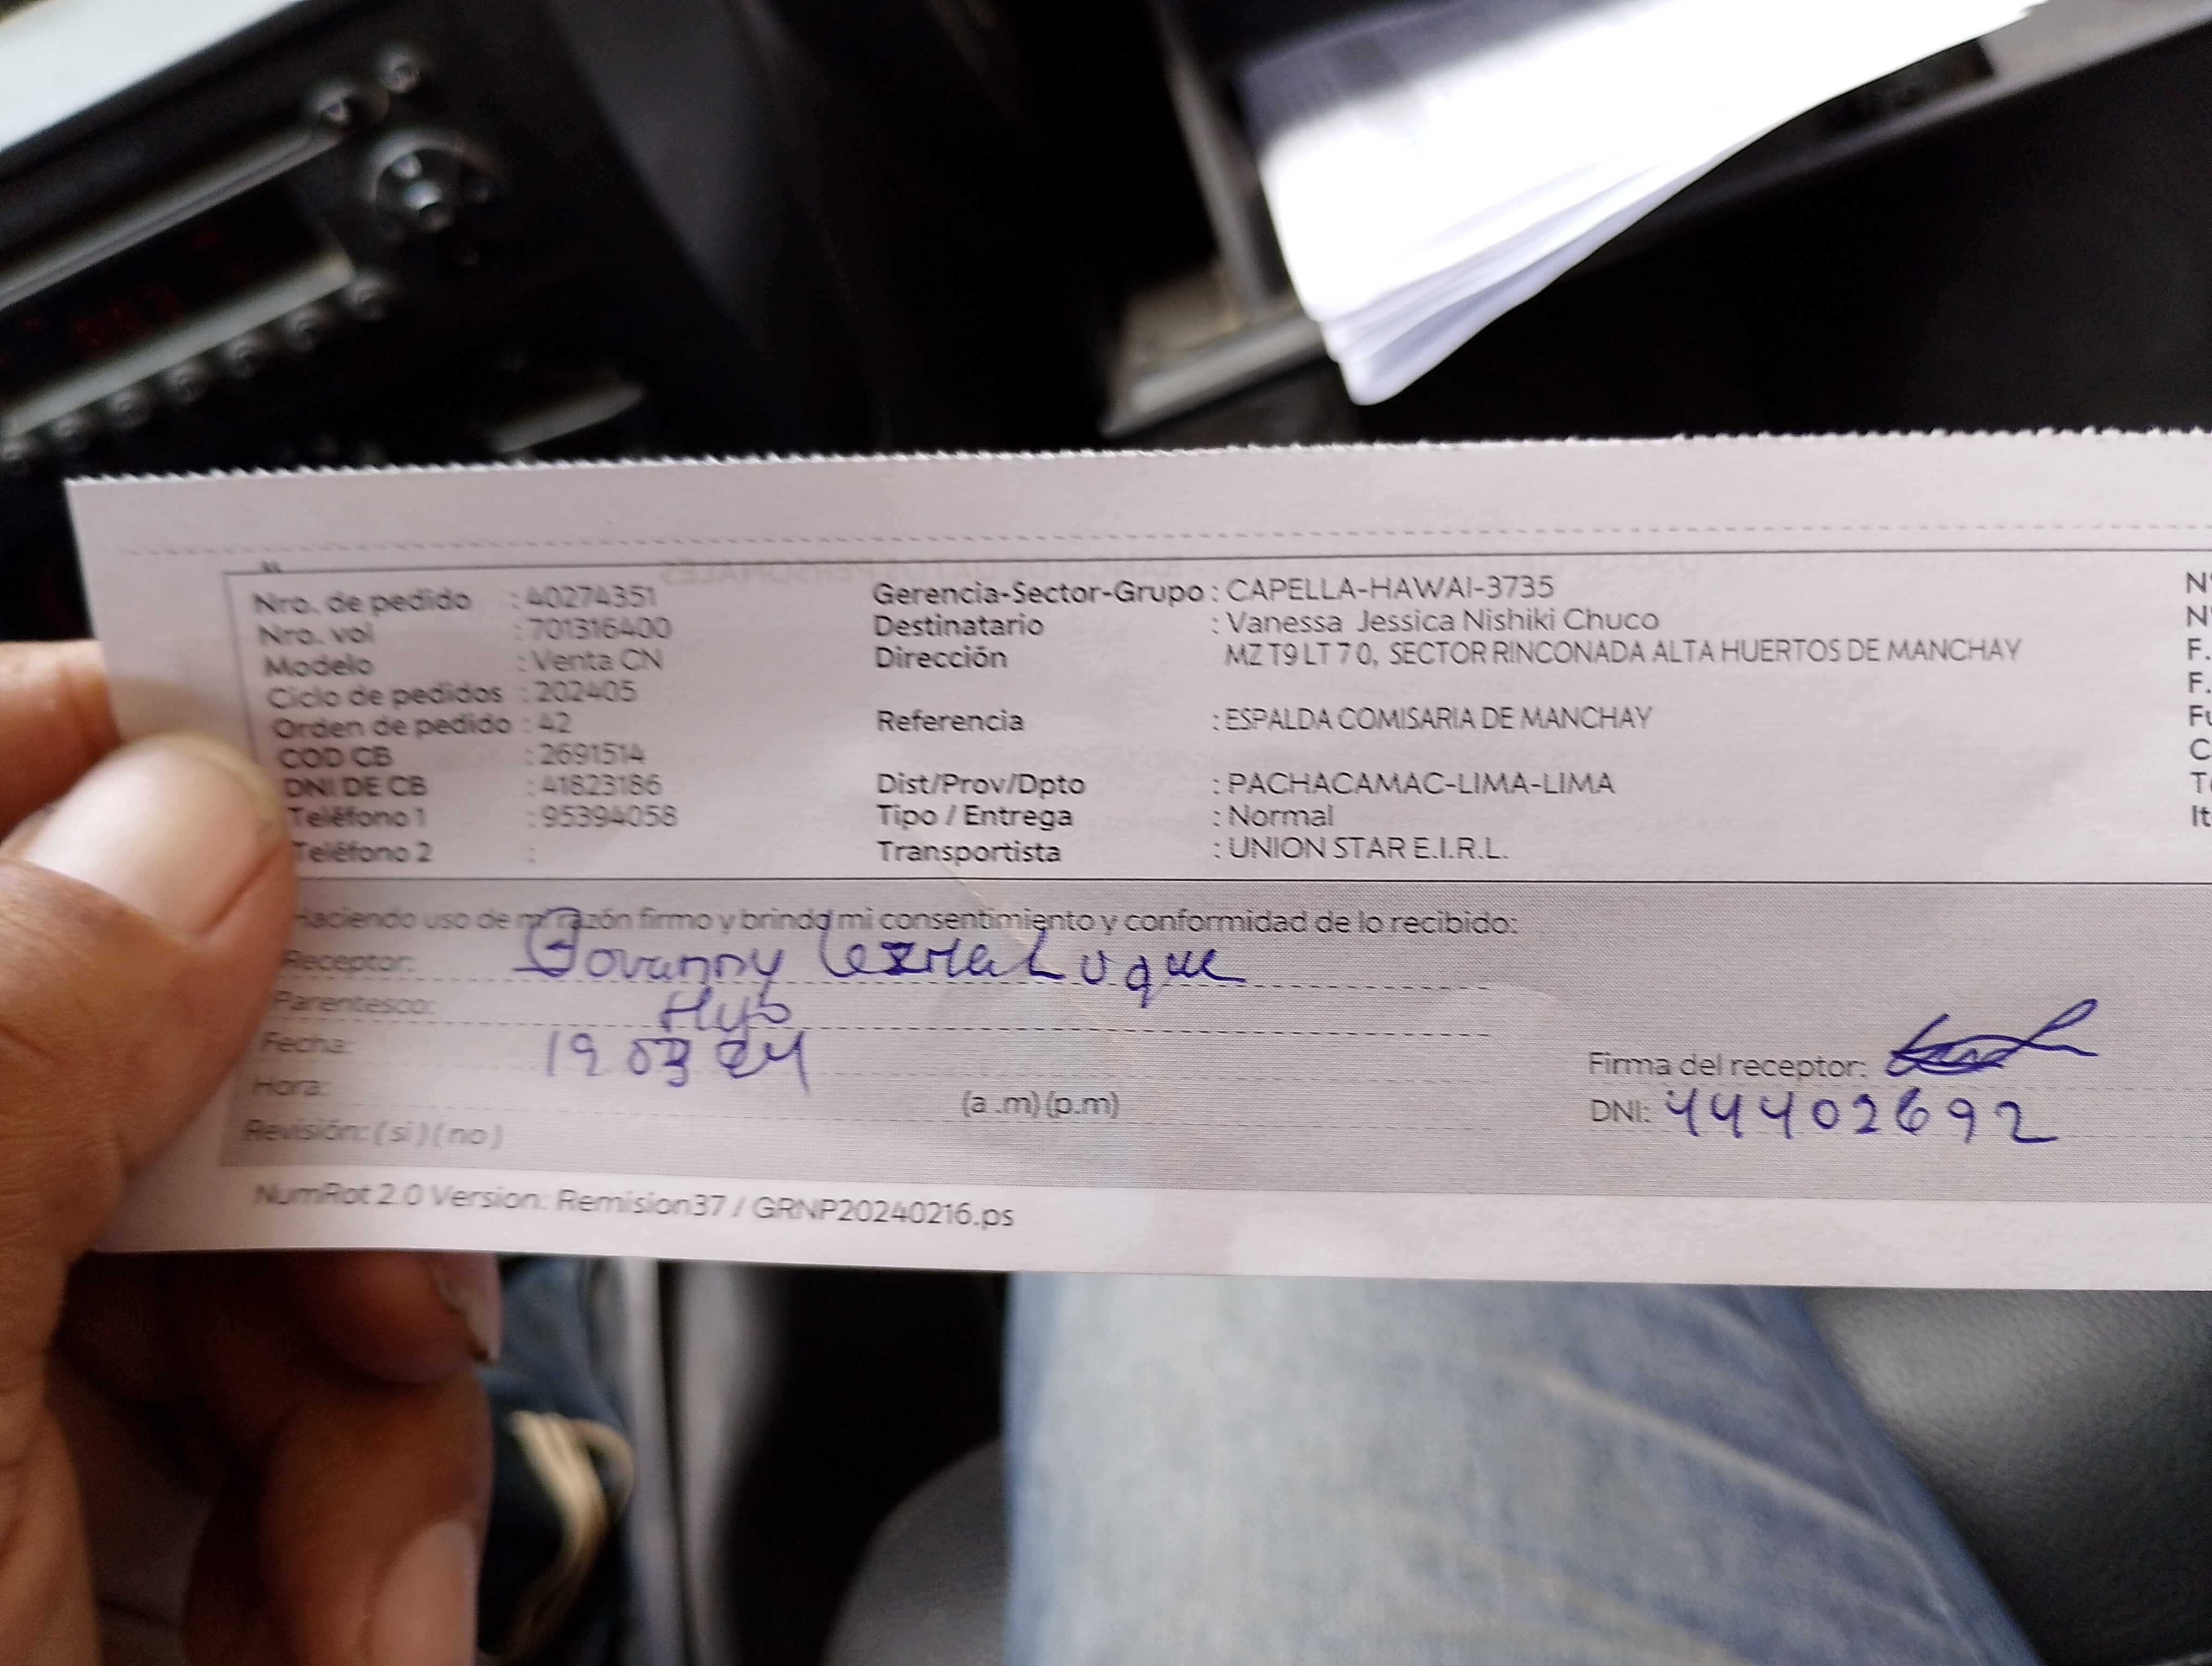 Nro. de pedido : 40274351 Gerencia-Sector-Grupo : CAPELLA-HAWAI-3735
Nro. vol : 701316400 Destinatario : Vanessa Jessica Nishiki Chuco
Modelo : Venta CN Dirección MZ T9 LT 7 0, SECTOR RINCONADA ALTA HUERTOS DE MANCHAY
Ciclo de pedidos : 202405
Orden de pedido : 42 Referencia : ESPALDA COMISARIA DE MANCHAY
COD CB : 2691514
DNI DE CB : 41823186 Dist/Prov/Dpto : PACHACAMAC-LIMA-LIMA
Teléfono 1 : 95394058 Tipo / Entrega : Normal
Teléfono 2 : Transportista : UNION STAR E.I.R.L.
Haciendo uso de mi razón firmo y brindo mi consentimiento y conformidad de lo recibido:
Receptor: Govanny Luque
Parentesco: Hijo
Fecha: 19 03 24
Firma del receptor:
Hora: (a .m) (p.m)
DNI: 44402692
Revisión: ( si ) ( no )
NumRot 2.0 Version: Remision37 / GRNP20240216.ps